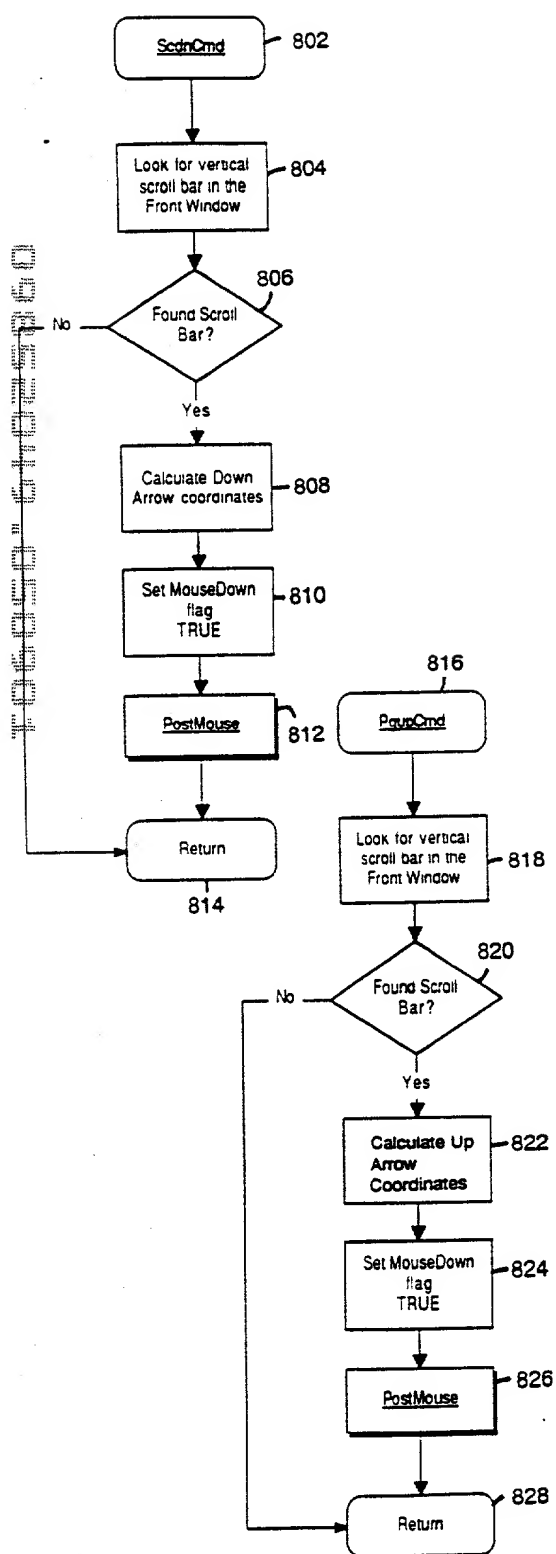 ScdnCmd
802
Look for vertical
scroll bar in the
Front Window
804
806
Found Scroll
Bar?
No
Yes
Calculate Down
Arrow coordinates
808
Set MouseDown
flag
TRUE
810
PostMouse
812
Return
814
816
PgupCmd
Look for vertical
scroll bar in the
Front Window
818
820
Found Scroll
Bar?
No
Yes
Calculate Up
Arrow
Coordinates
822
Set MouseDown
flag
TRUE
824
PostMouse
826
Return
828